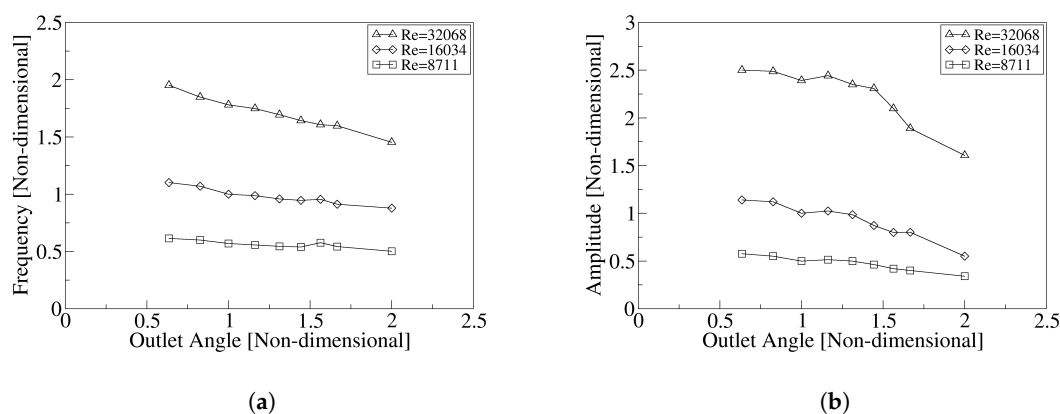 2.5
2
1.5
1
0.5
0
Frequency [Non-dimensional]
Re=32068
Re=16034
Re=8711
0
0.5
1
1.5
2
2.5
Outlet Angle [Non-dimensional]
(a)
3
2.5
2
1.5
1
0.5
0
Amplitude [Non-dimensional]
Re=32068
Re=16034
Re=8711
0
0.5
1
1.5
2
2.5
Outlet Angle [Non-dimensional]
(b)